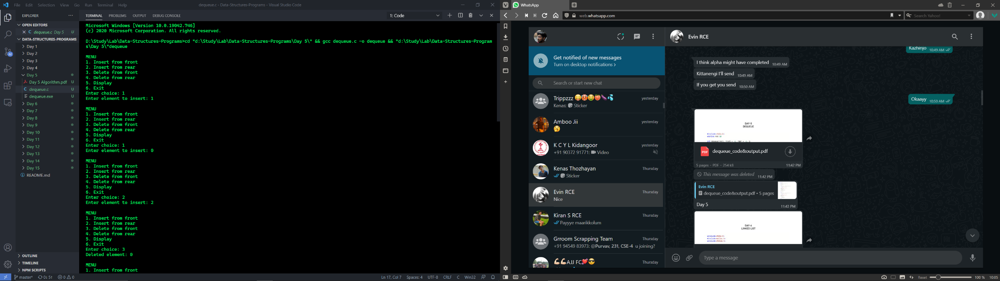 File Edit Selection View Go Run Terminal Help
dequeue.c - Data-Structures-Programs - Visual Studio Code
EXPLORER
OPEN EDITORS
C dequeue.c Day 5 U
DATA-STRUCTURES-PROGRAMS
Day 1
Day 2
Day 3
Day 4
Day 5
Day 5 Algorithm.pdf U
C dequeue.c U
dequeue.exe U
Day 6
Day 7
Day 8
Day 9
Day 10
Day 11
Day 12
Day 13
Day 14
Day 15
README.md
OUTLINE
TIMELINE
NPM SCRIPTS
22
TERMINAL PROBLEMS OUTPUT DEBUG CONSOLE
1: Code
Microsoft Windows [Version 10.0.19042.746]
(c) 2020 Microsoft Corporation. All rights reserved.
D:\Study\Lab\Data-Structures-Programs>cd "d:\Study\Lab\Data-Structures-Programs\Day 5\" && gcc dequeue.c -o dequeue && "d:\Study\Lab\Data-Structures-Program
s\Day 5\"dequeue
MENU
1. Insert from front
2. Insert from rear
3. Delete from front
4. Delete from rear
5. Display
6. Exit
Enter choice: 1
Enter element to insert: 1
MENU
1. Insert from front
2. Insert from rear
3. Delete from front
4. Delete from rear
5. Display
6. Exit
Enter choice: 1
Enter element to insert: 0
MENU
1. Insert from front
2. Insert from rear
3. Delete from front
4. Delete from rear
5. Display
6. Exit
Enter choice: 2
Enter element to insert: 2
MENU
1. Insert from front
2. Insert from rear
3. Delete from front
4. Delete from rear
5. Display
6. Exit
Enter choice: 3
Deleted element: 0
MENU
1. Insert from front
master* 0↓ 5↑ 0 0
Ln 17, Col 7 Spaces: 4 UTF-8 CRLF C Win32
WhatsApp
web.whatsapp.com
Search Yahoo!
Get notified of new messages
Turn on desktop notifications >
Search or start new chat
Trippzzz yesterday
Kenas: Sticker
Amboo Jii yesterday
K C Y L Kidangoor yesterday
+91 90372 91771: Video
Kenas Thozhayan Thursday
Sticker
Evin RCE Thursday
Nice
Kiran S RCE Thursday
Payyye maarikkolum
Grroom Scrapping Team Thursday
+91 94549 83973: @Purvav, 231, CSE-4 u joining?
AJJ FC Thursday
Evin RCE
Kazhinjo 10:49 AM
I think alpha might have completed 10:49 AM
Kittanengi I'll send 10:49 AM
If you get you send 10:50 AM
Okaayy 10:50 AM
DAY-5
DEQUEUE
#include<stdio.h>
#define MAX 10
PDF dequeue_code&output.pdf
5 pages • PDF • 254 kB 11:42 PM
This message was deleted 11:42 PM
Evin RCE
dequeue_code&output.pdf • 5 pages
Day 5 11:43 PM
DAY-6
LINKED LIST
#include<stdio.h>
Type a message
Reset 100 % 10:05